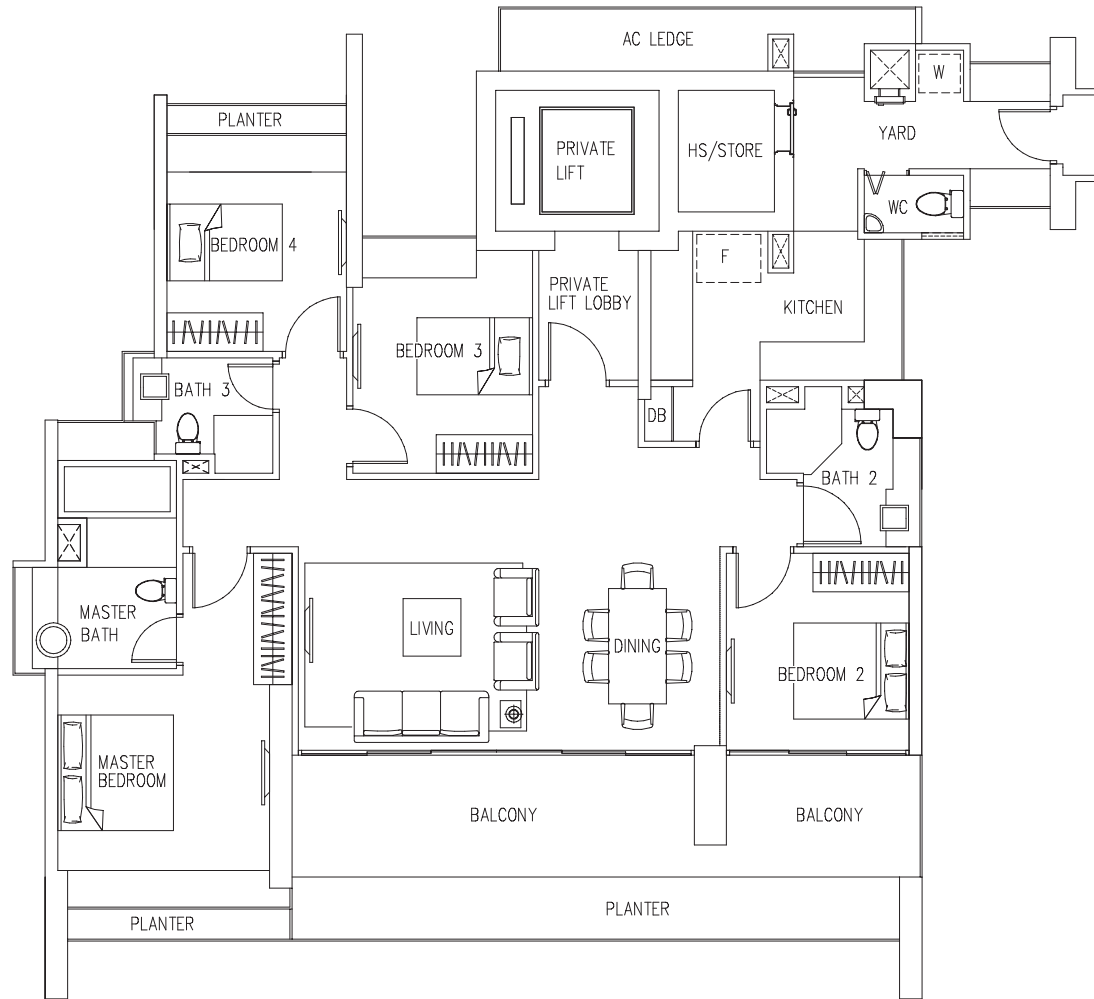 AC LEDGE
W
PLANTER
YARD
PRIVATE
LIFT
HS/STORE
WC
BEDROOM 4
F
PRIVATE
LIFT LOBBY
KITCHEN
BEDROOM 3
BATH 3
DB
BATH 2
MASTER
BATH
LIVING
DINING
BEDROOM 2
MASTER
BEDROOM
BALCONY
BALCONY
PLANTER
PLANTER